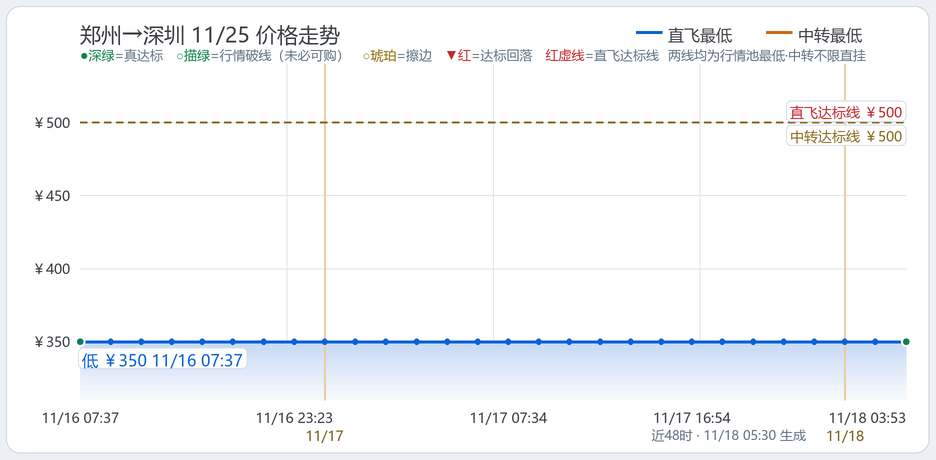 郑州→深圳 11/25 价格走势
直飞最低 中转最低
●深绿=真达标 ○描绿=行情破线（未必可购） ○琥珀=擦边 ▼红=达标回落 红虚线=直飞达标线 两线均为行情池最低·中转不限直挂
直飞达标线 ￥500
￥500
中转达标线 ￥500
￥450
￥400
￥350
低 ￥350 11/16 07:37
11/16 07:37 11/16 23:23 11/17 07:34 11/17 16:54 11/18 03:53
11/17 近48时 · 11/18 05:30 生成 11/18